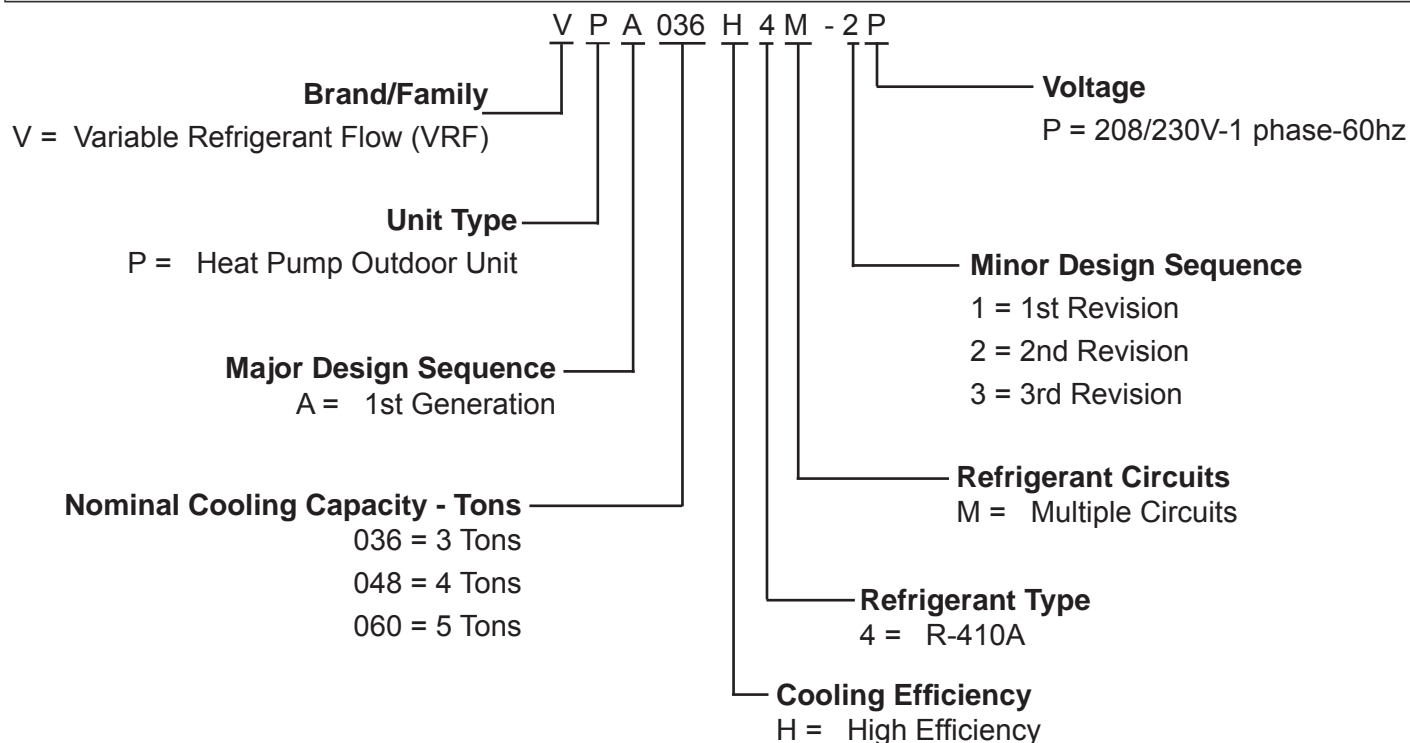 V P A 036 H 4 M - 2 P
Brand/Family
V = Variable Refrigerant Flow (VRF)
Voltage
P = 208/230V-1 phase-60hz
Unit Type
P = Heat Pump Outdoor Unit
Minor Design Sequence
1 = 1st Revision
2 = 2nd Revision
3 = 3rd Revision
Major Design Sequence
A = 1st Generation
Refrigerant Circuits
M = Multiple Circuits
Nominal Cooling Capacity - Tons
036 = 3 Tons
048 = 4 Tons
060 = 5 Tons
Refrigerant Type
4 = R-410A
Cooling Efficiency
H = High Efficiency